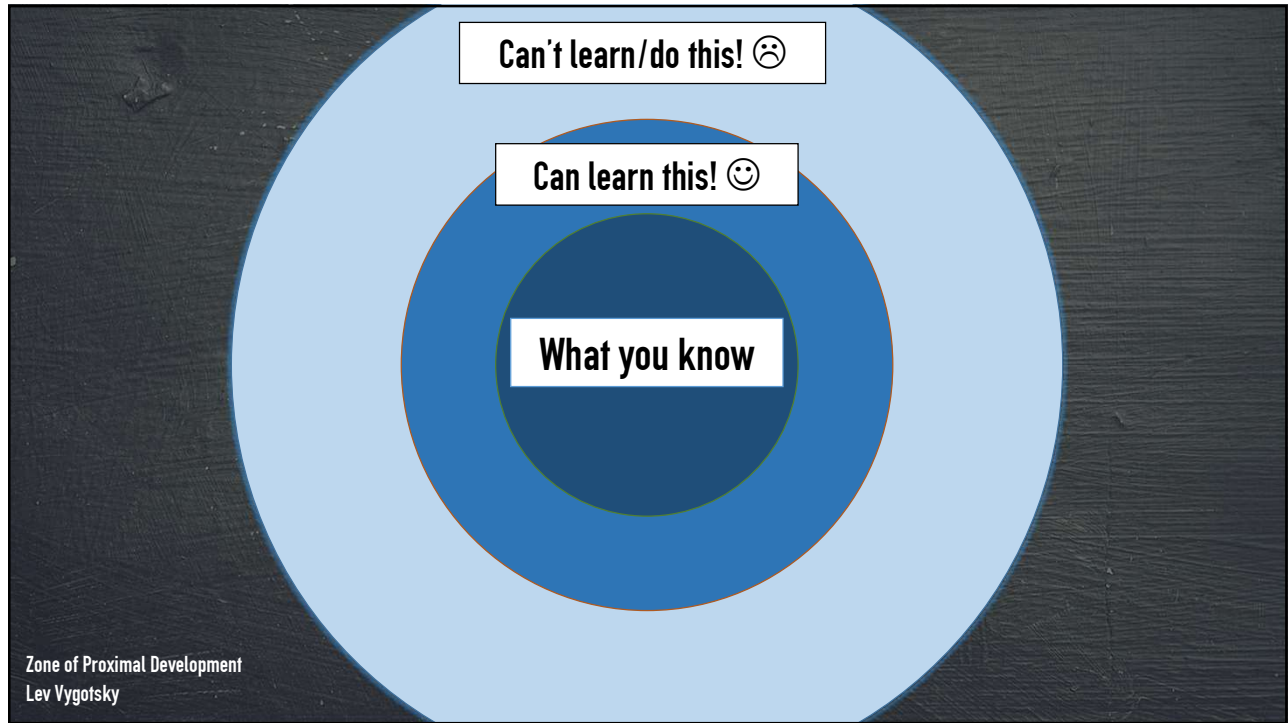 Can't learn/do this! ☹
Can learn this! ☺
What you know
Zone of Proximal Development
Lev Vygotsky